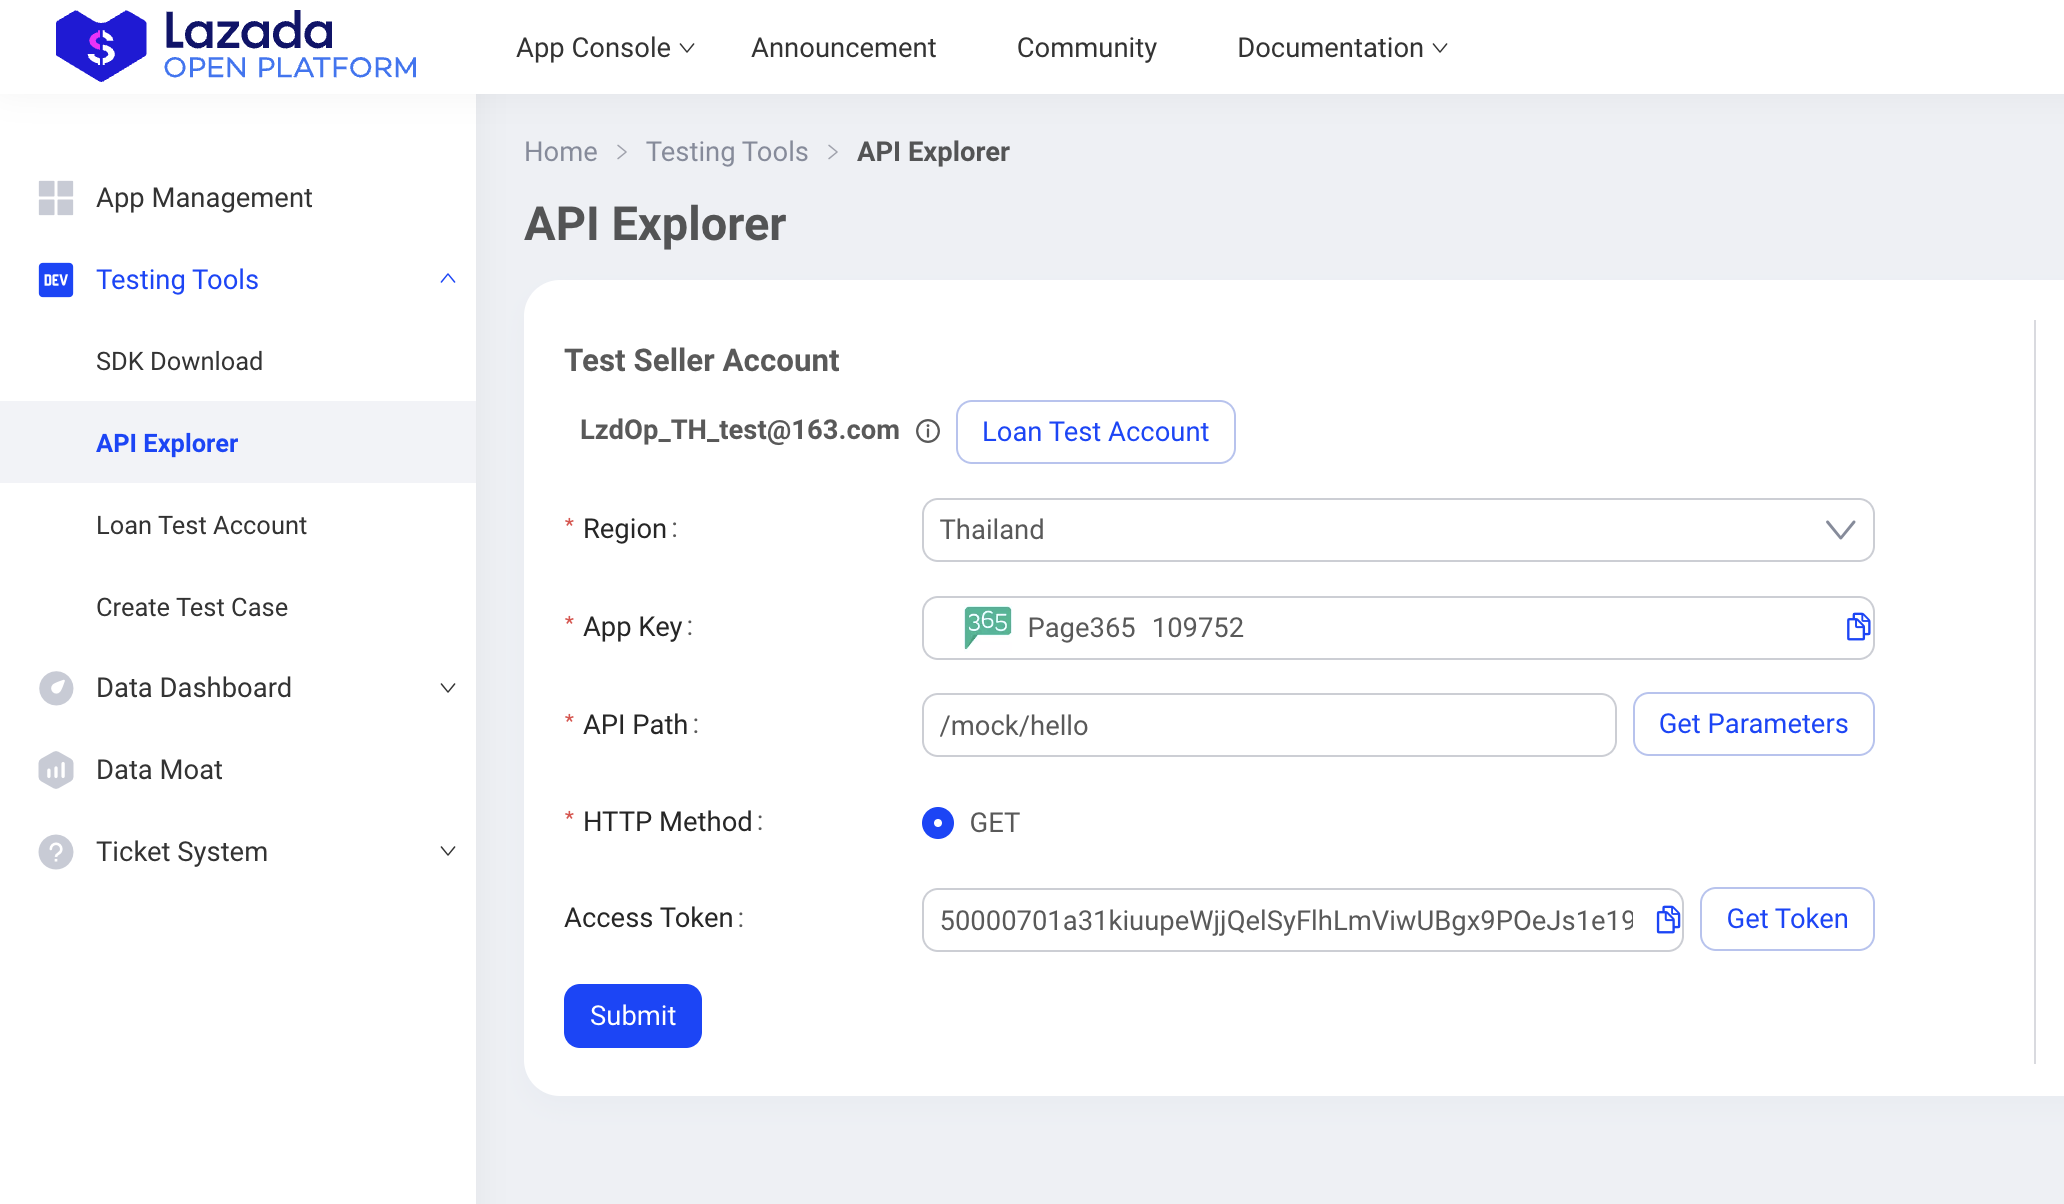 Lazada
OPEN PLATFORM
App Console
Announcement
Community
Documentation
App Management
DEV Testing Tools
SDK Download
API Explorer
Loan Test Account
Create Test Case
Data Dashboard
Data Moat
? Ticket System
Home > Testing Tools > API Explorer
API Explorer
Test Seller Account
LzdOp_TH_test@163.com Loan Test Account
* Region : Thailand
* App Key : 365 Page365 109752
* API Path : /mock/hello Get Parameters
* HTTP Method : GET
Access Token : 50000701a31kiuupeWjjQelSyFlhLmViwUBgx9POeJs1e19 Get Token
Submit